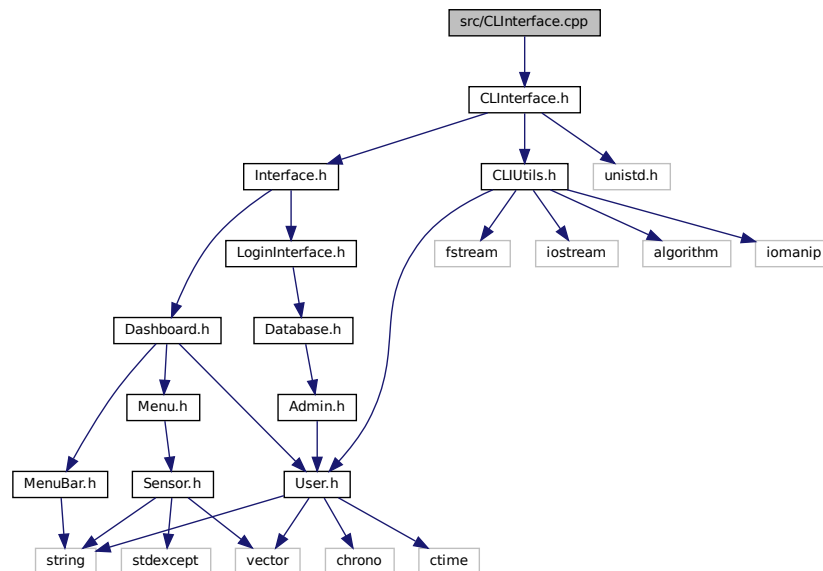 src/CLInterface.cpp
CLInterface.h
Interface.h
CLIUtils.h
unistd.h
LoginInterface.h
fstream
iostream
algorithm
iomanip
Dashboard.h
Database.h
Menu.h
Admin.h
MenuBar.h
Sensor.h
User.h
string
stdexcept
vector
chrono
ctime